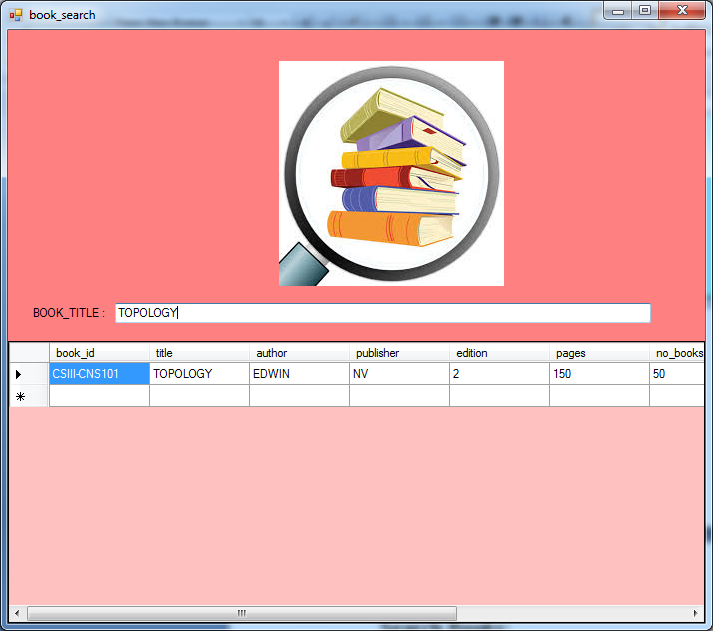 book_search
BOOK_TITLE : TOPOLOGY
book_id title author publisher edition pages no_books
CSIII-CNS101 TOPOLOGY EDWIN NV 2 150 50